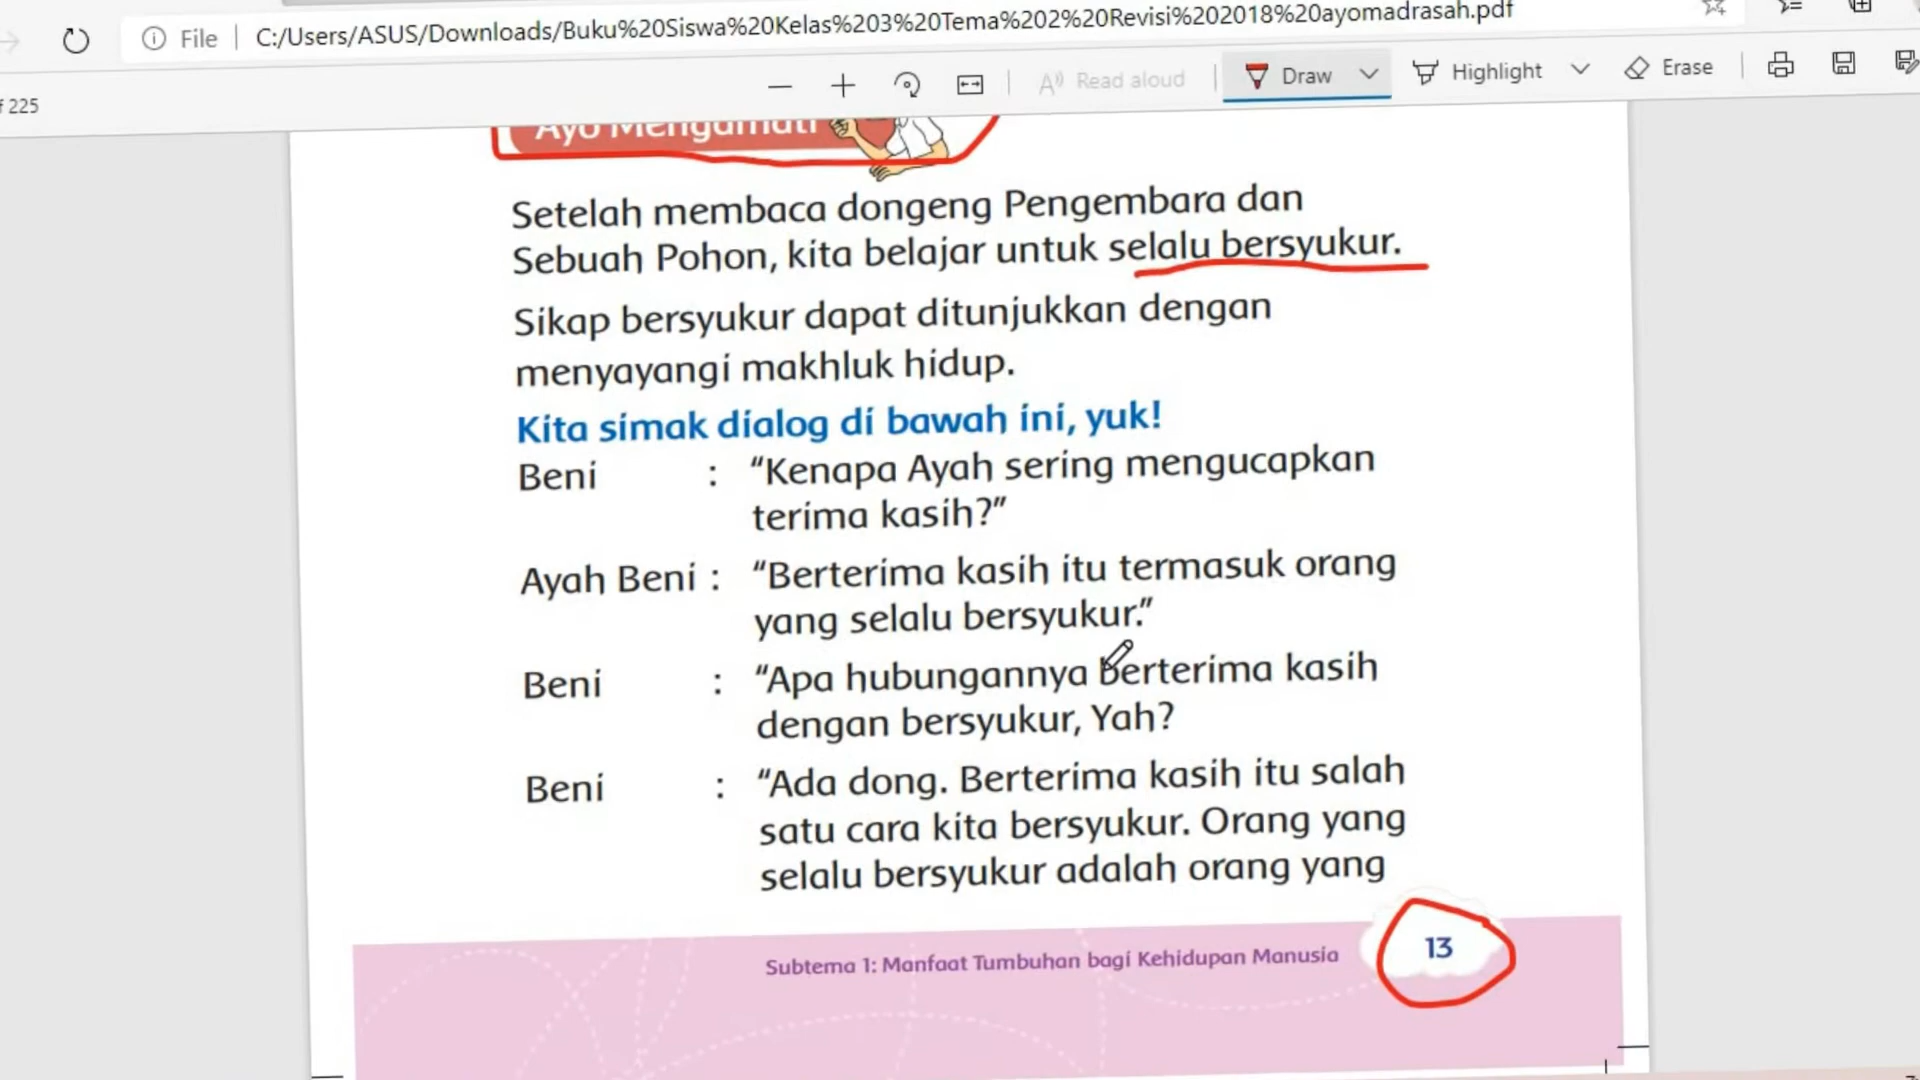 File | C:/Users/ASUS/Downloads/Buku%20Siswa%20Kelas%203%20Tema%202%20Revisi%202018%20ayomadrasah.pdf
225
Read aloud
Draw
Highlight
Erase
Ayo Mengamati
Setelah membaca dongeng Pengembara dan
Sebuah Pohon, kita belajar untuk selalu bersyukur.
Sikap bersyukur dapat ditunjukkan dengan
menyayangi makhluk hidup.
Kita simak dialog di bawah ini, yuk!
Beni : “Kenapa Ayah sering mengucapkan
terima kasih?”
Ayah Beni : “Berterima kasih itu termasuk orang
yang selalu bersyukur.”
Beni : “Apa hubungannya berterima kasih
dengan bersyukur, Yah?
Beni : “Ada dong. Berterima kasih itu salah
satu cara kita bersyukur. Orang yang
selalu bersyukur adalah orang yang
Subtema 1: Manfaat Tumbuhan bagi Kehidupan Manusia
13